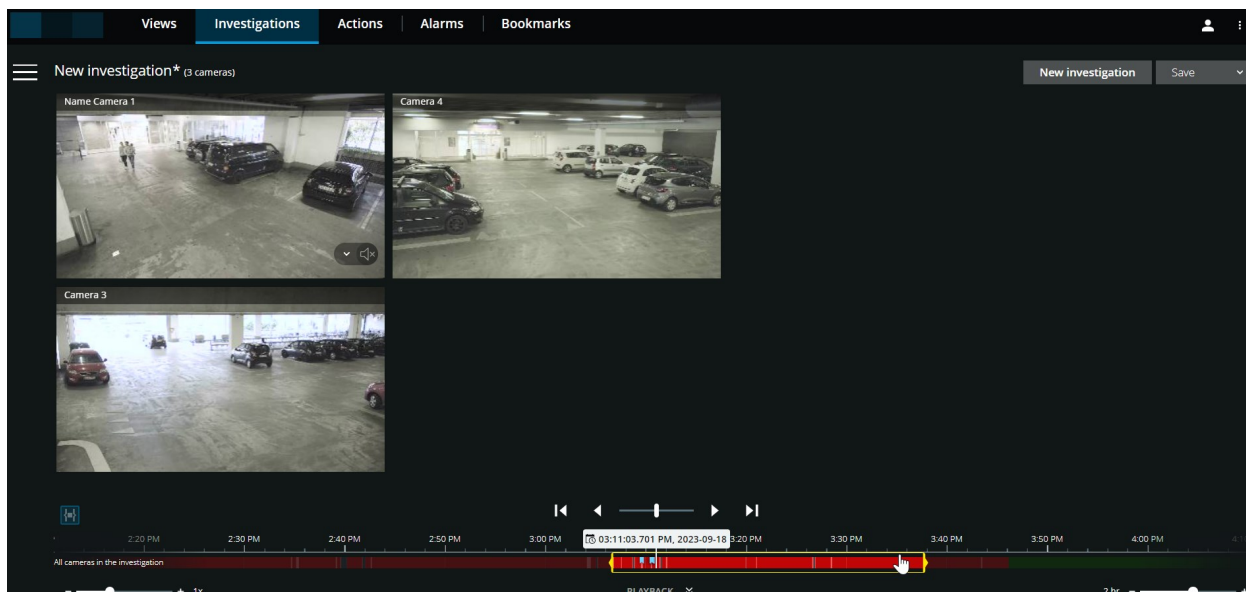 Views Investigations Actions Alarms Bookmarks
New investigation* (3 cameras) New investigation Save
Name Camera 1 Camera 4
Camera 3
2:20 PM 2:30 PM 2:40 PM 2:50 PM 3:00 PM 03:11:03.701 PM, 2023-09-18 3:20 PM 3:30 PM 3:40 PM 3:50 PM 4:00 PM
All cameras in the investigation
− + 1x PLAYBACK 2 hr − +